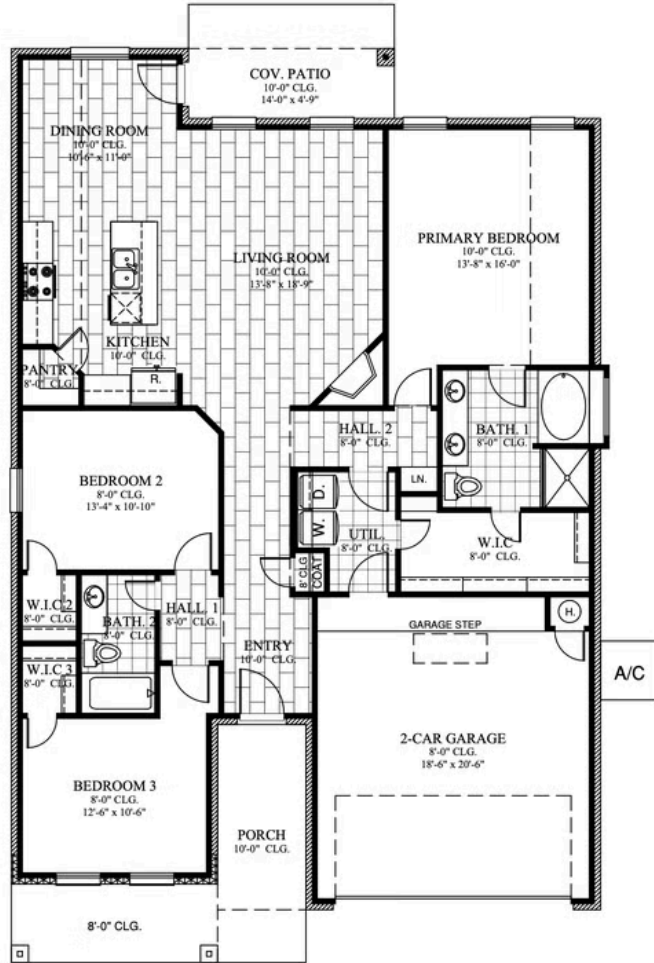 COV. PATIO
10'-0" CLG.
14'-0" x 4'-9"
DINING ROOM
10'-0" CLG.
10'-6" x 11'-0"
PRIMARY BEDROOM
10'-0" CLG.
13'-8" x 16'-0"
LIVING ROOM
10'-0" CLG.
13'-8" x 18'-9"
KITCHEN
10'-0" CLG.
PANTRY
8'-0" CLG.
R.
BATH. 1
8'-0" CLG.
HALL. 2
8'-0" CLG.
LN.
BEDROOM 2
8'-0" CLG.
13'-4" x 10'-10"
D.
W.
UTIL.
8'-0" CLG.
W.I.C
8'-0" CLG.
8' CLG
COAT
W.I.C.2
8'-0" CLG.
BATH. 2
8'-0" CLG.
HALL. 1
8'-0" CLG.
H.
GARAGE STEP
ENTRY
10'-0" CLG.
W.I.C.3
8'-0" CLG.
A/C
2-CAR GARAGE
8'-0" CLG.
18'-6" x 20'-6"
BEDROOM 3
8'-0" CLG.
12'-6" x 10'-6"
PORCH
10'-0" CLG.
8'-0" CLG.